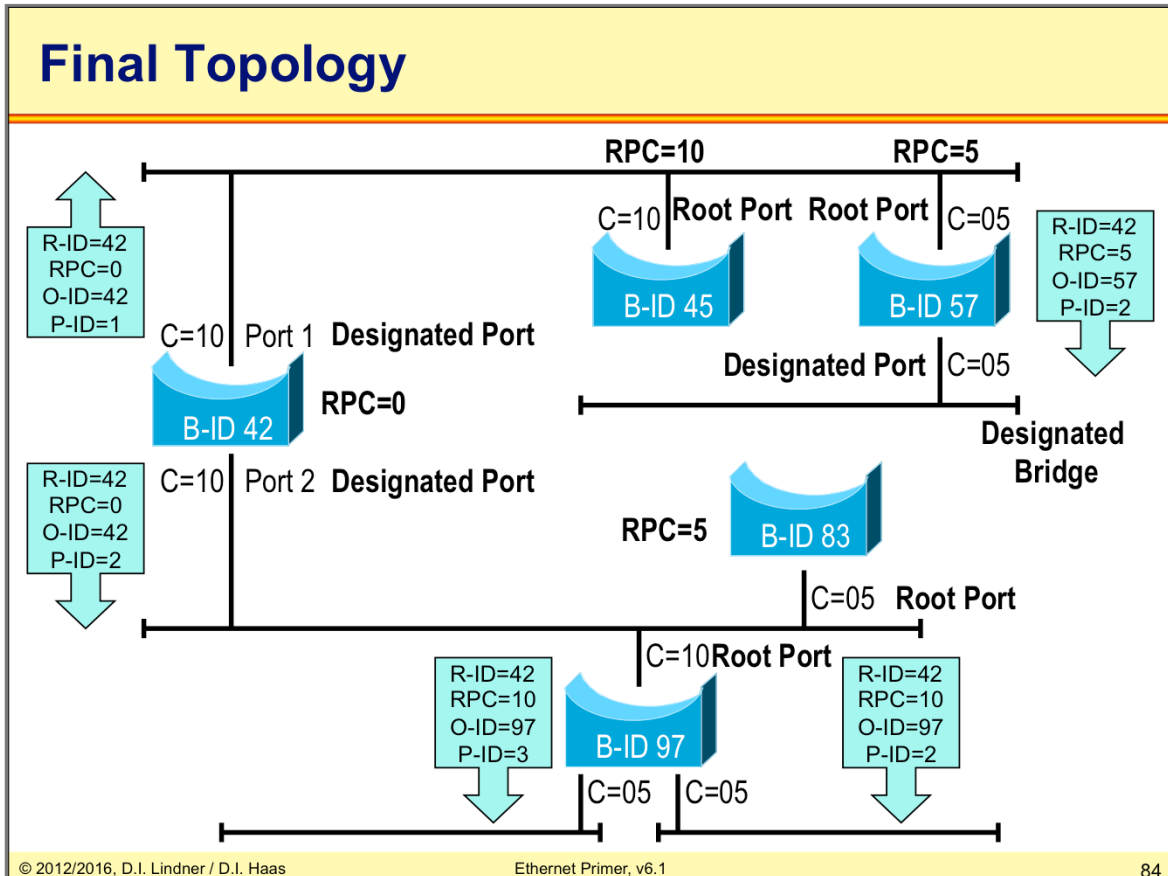 Final Topology
RPC=10
RPC=5
C=10
Root Port
Root Port
C=05
R-ID=42
RPC=0
O-ID=42
P-ID=1
B-ID 45
B-ID 57
R-ID=42
RPC=5
O-ID=57
P-ID=2
C=10
Port 1
Designated Port
Designated Port
C=05
B-ID 42
RPC=0
Designated
Bridge
R-ID=42
RPC=0
O-ID=42
P-ID=2
C=10
Port 2
Designated Port
RPC=5
B-ID 83
C=05
Root Port
C=10
Root Port
R-ID=42
RPC=10
O-ID=97
P-ID=3
B-ID 97
R-ID=42
RPC=10
O-ID=97
P-ID=2
C=05
C=05
© 2012/2016, D.I. Lindner / D.I. Haas
Ethernet Primer, v6.1
84